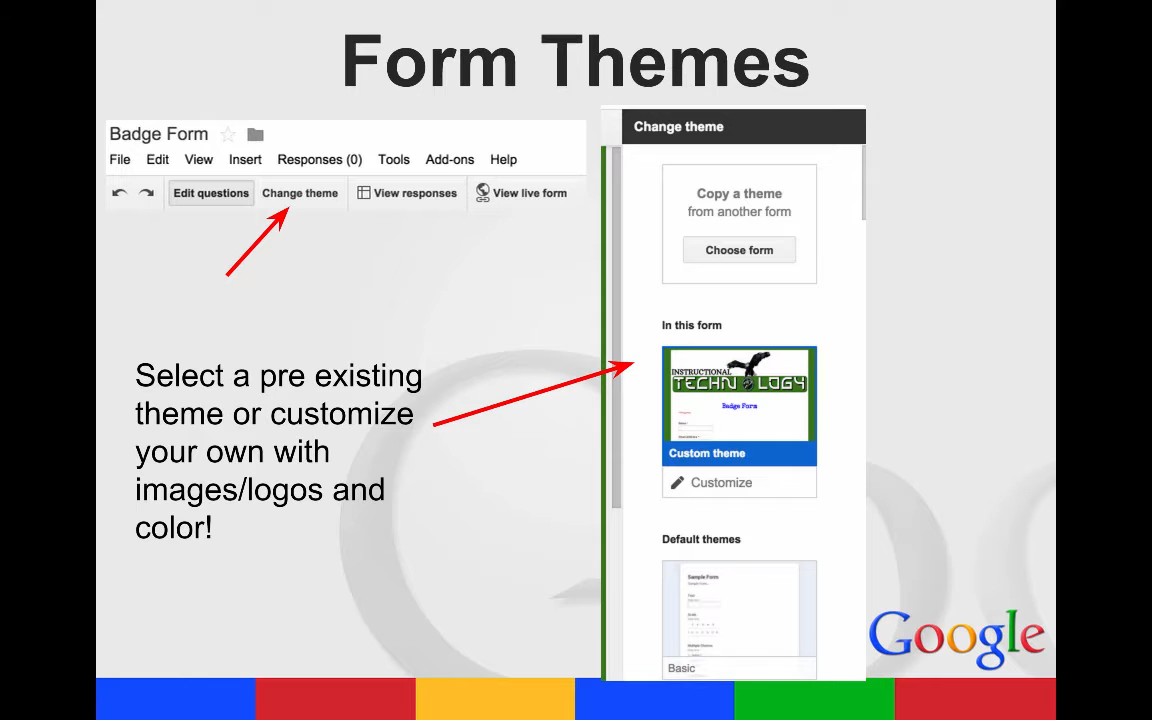 Form Themes
Badge Form
File Edit View Insert Responses (0) Tools Add-ons Help
Edit questions Change theme View responses View live form
Select a pre existing
theme or customize
your own with
images/logos and
color!
Change theme
Copy a theme
from another form
Choose form
In this form
INSTRUCTIONAL
TECHNOLOGY
Badge Form
Custom theme
Customize
Default themes
Sample Form
Basic
Google